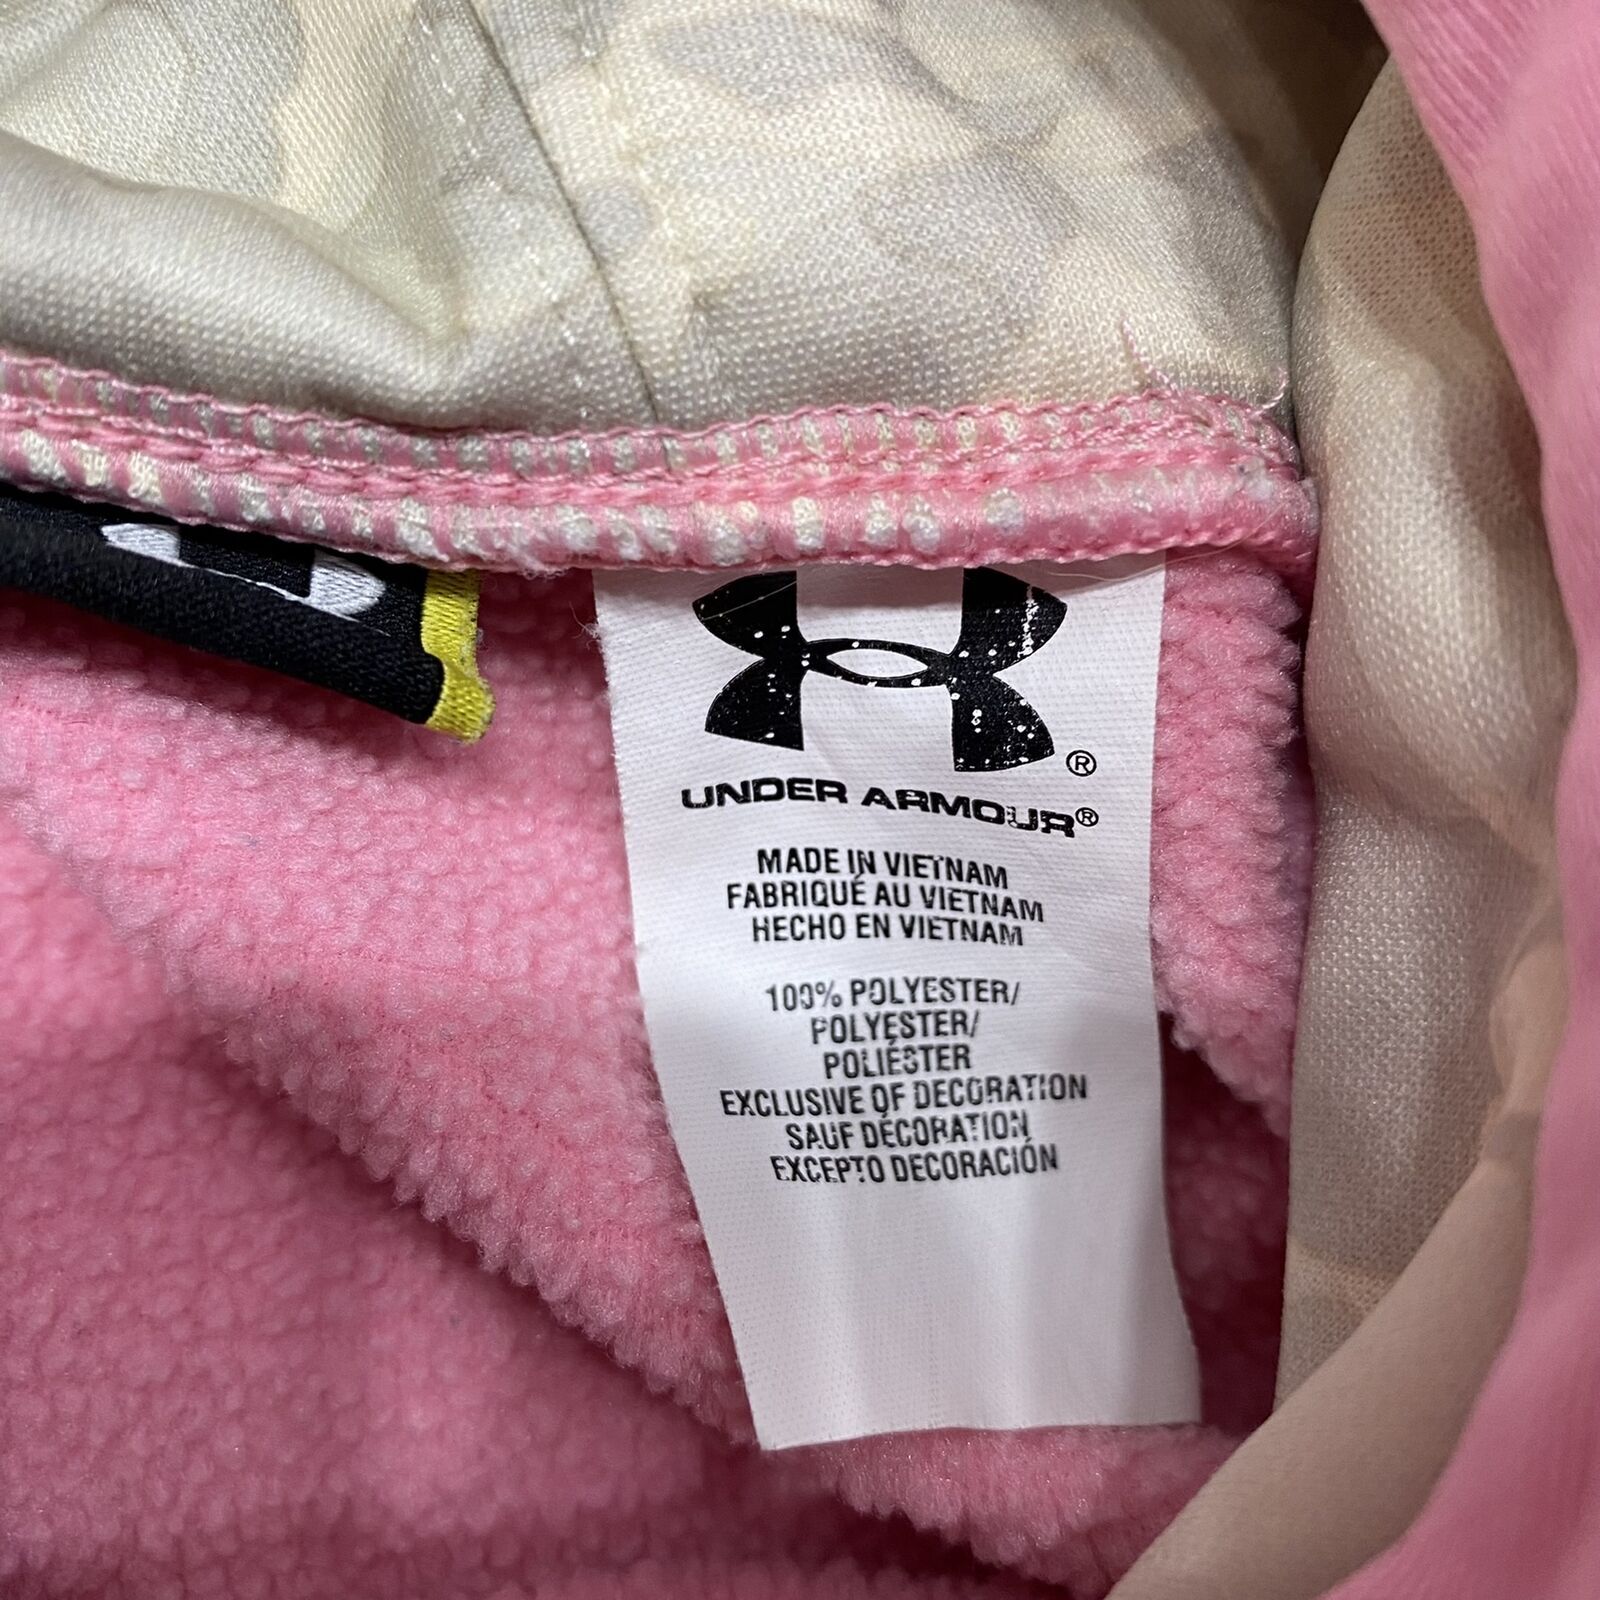 ®
UNDER ARMOUR®
MADE IN VIETNAM
FABRIQUÉ AU VIETNAM
HECHO EN VIETNAM
100% POLYESTER/
POLYESTER/
POLIÉSTER
EXCLUSIVE OF DECORATION
SAUF DÉCORATION
EXCEPTO DECORACIÓN